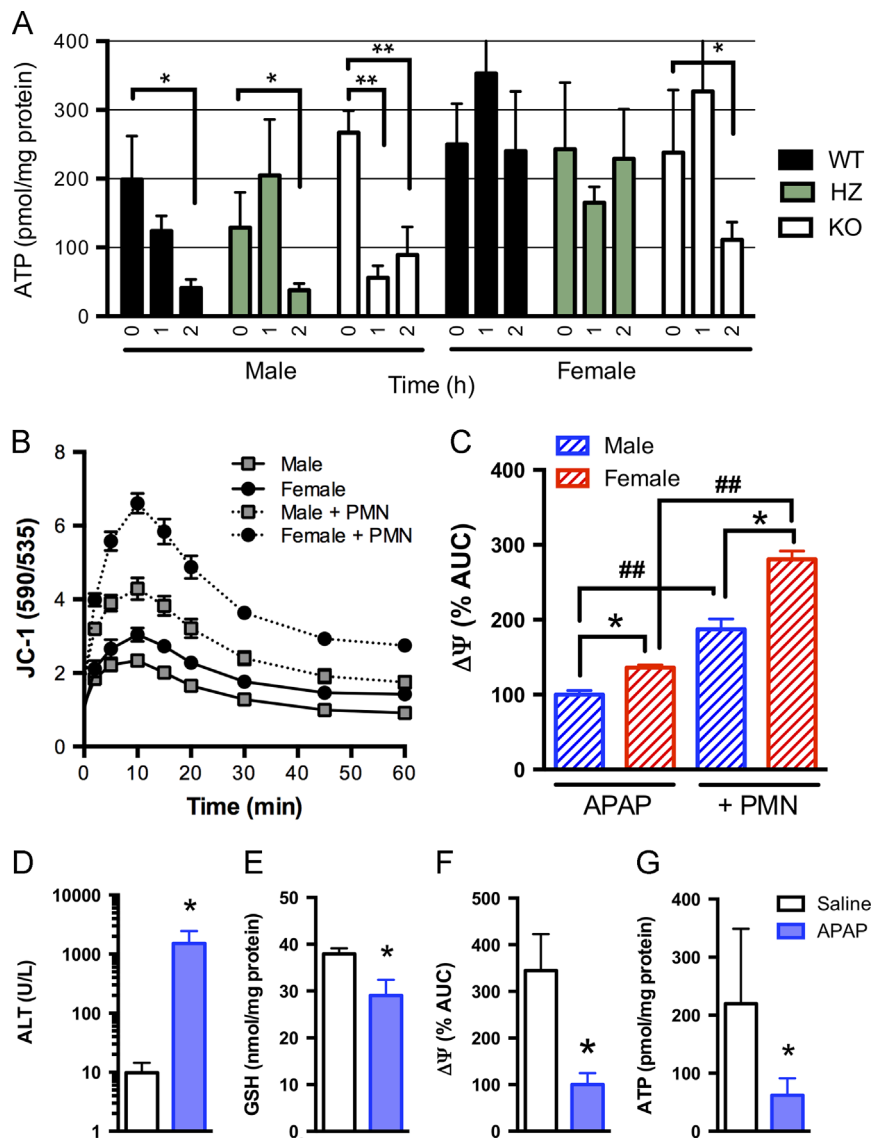 A
ATP (pmol/mg protein)
400
300
200
100
0
* * ** ** *
WT
HZ
KO
0 1 2 0 1 2 0 1 2 0 1 2 0 1 2 0 1 2
Male Female
Time (h)
B
JC-1 (590/535)
8
6
4
2
0
Male
Female
Male + PMN
Female + PMN
0 10 20 30 40 50 60
Time (min)
C
Male
Female
ΔΨ (% AUC)
400
300
200
100
0
##
##
*
*
APAP + PMN
D
ALT (U/L)
10000
1000
100
10
1
*
E
GSH (nmol/mg protein)
50
40
30
20
10
0
*
F
ΔΨ (% AUC)
500
400
300
200
100
0
*
G
ATP (pmol/mg protein)
400
300
200
100
0
*
Saline
APAP